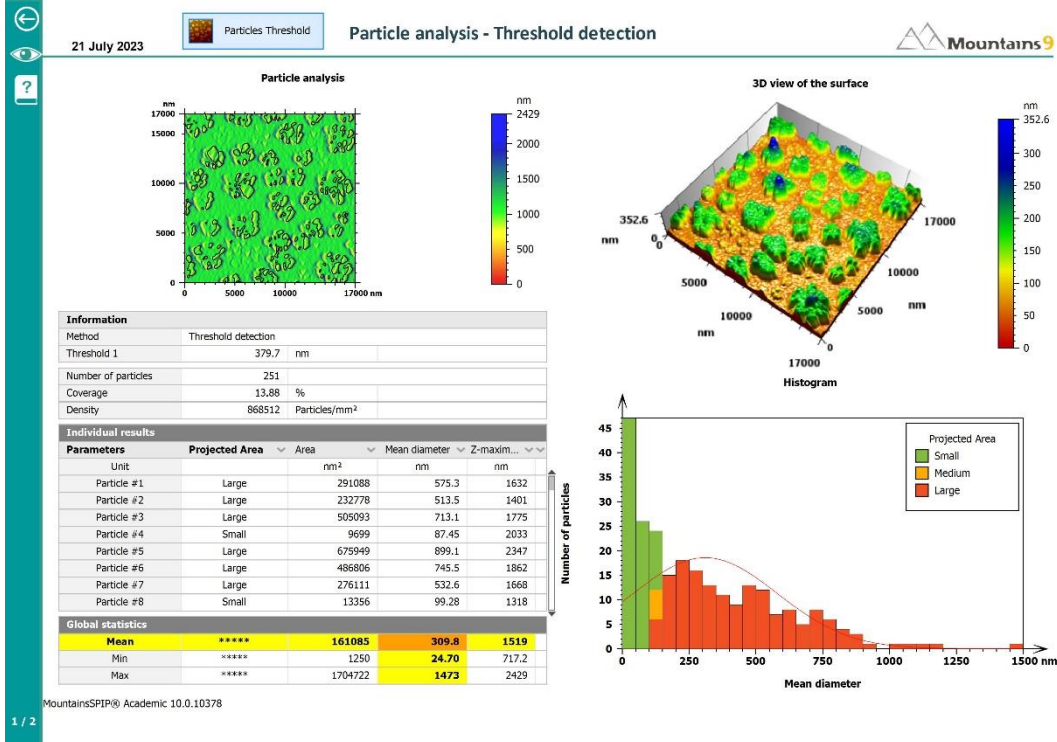 21 July 2023
Particles Threshold
Particle analysis - Threshold detection
Mountains9
?
Particle analysis
nm
17000
15000
10000
5000
0
0 5000 10000 17000 nm
nm
2429
2000
1500
1000
500
0
3D view of the surface
352.6
nm
0
0
5000
10000
nm
17000
0
5000
nm
10000
17000
nm
352.6
300
250
200
150
100
50
0
Information
Method Threshold detection
Threshold 1 379.7 nm
Number of particles 251
Coverage 13.88 %
Density 868512 Particles/mm²
Individual results
Parameters Projected Area Area Mean diameter Z-maxim...
Unit nm² nm nm
Particle #1 Large 291088 575.3 1632
Particle #2 Large 232778 513.5 1401
Particle #3 Large 505093 713.1 1775
Particle #4 Small 9699 87.45 2033
Particle #5 Large 675949 899.1 2347
Particle #6 Large 486806 745.5 1862
Particle #7 Large 276111 532.6 1668
Particle #8 Small 13356 99.28 1318
Global statistics
Mean ***** 161085 309.8 1519
Min ***** 1250 24.70 717.2
Max ***** 1704722 1473 2429
Histogram
Number of particles
45
40
35
30
25
20
15
10
5
0
0 250 500 750 1000 1250 1500 nm
Mean diameter
Projected Area
Small
Medium
Large
MountainsSPIP® Academic 10.0.10378
1 / 2